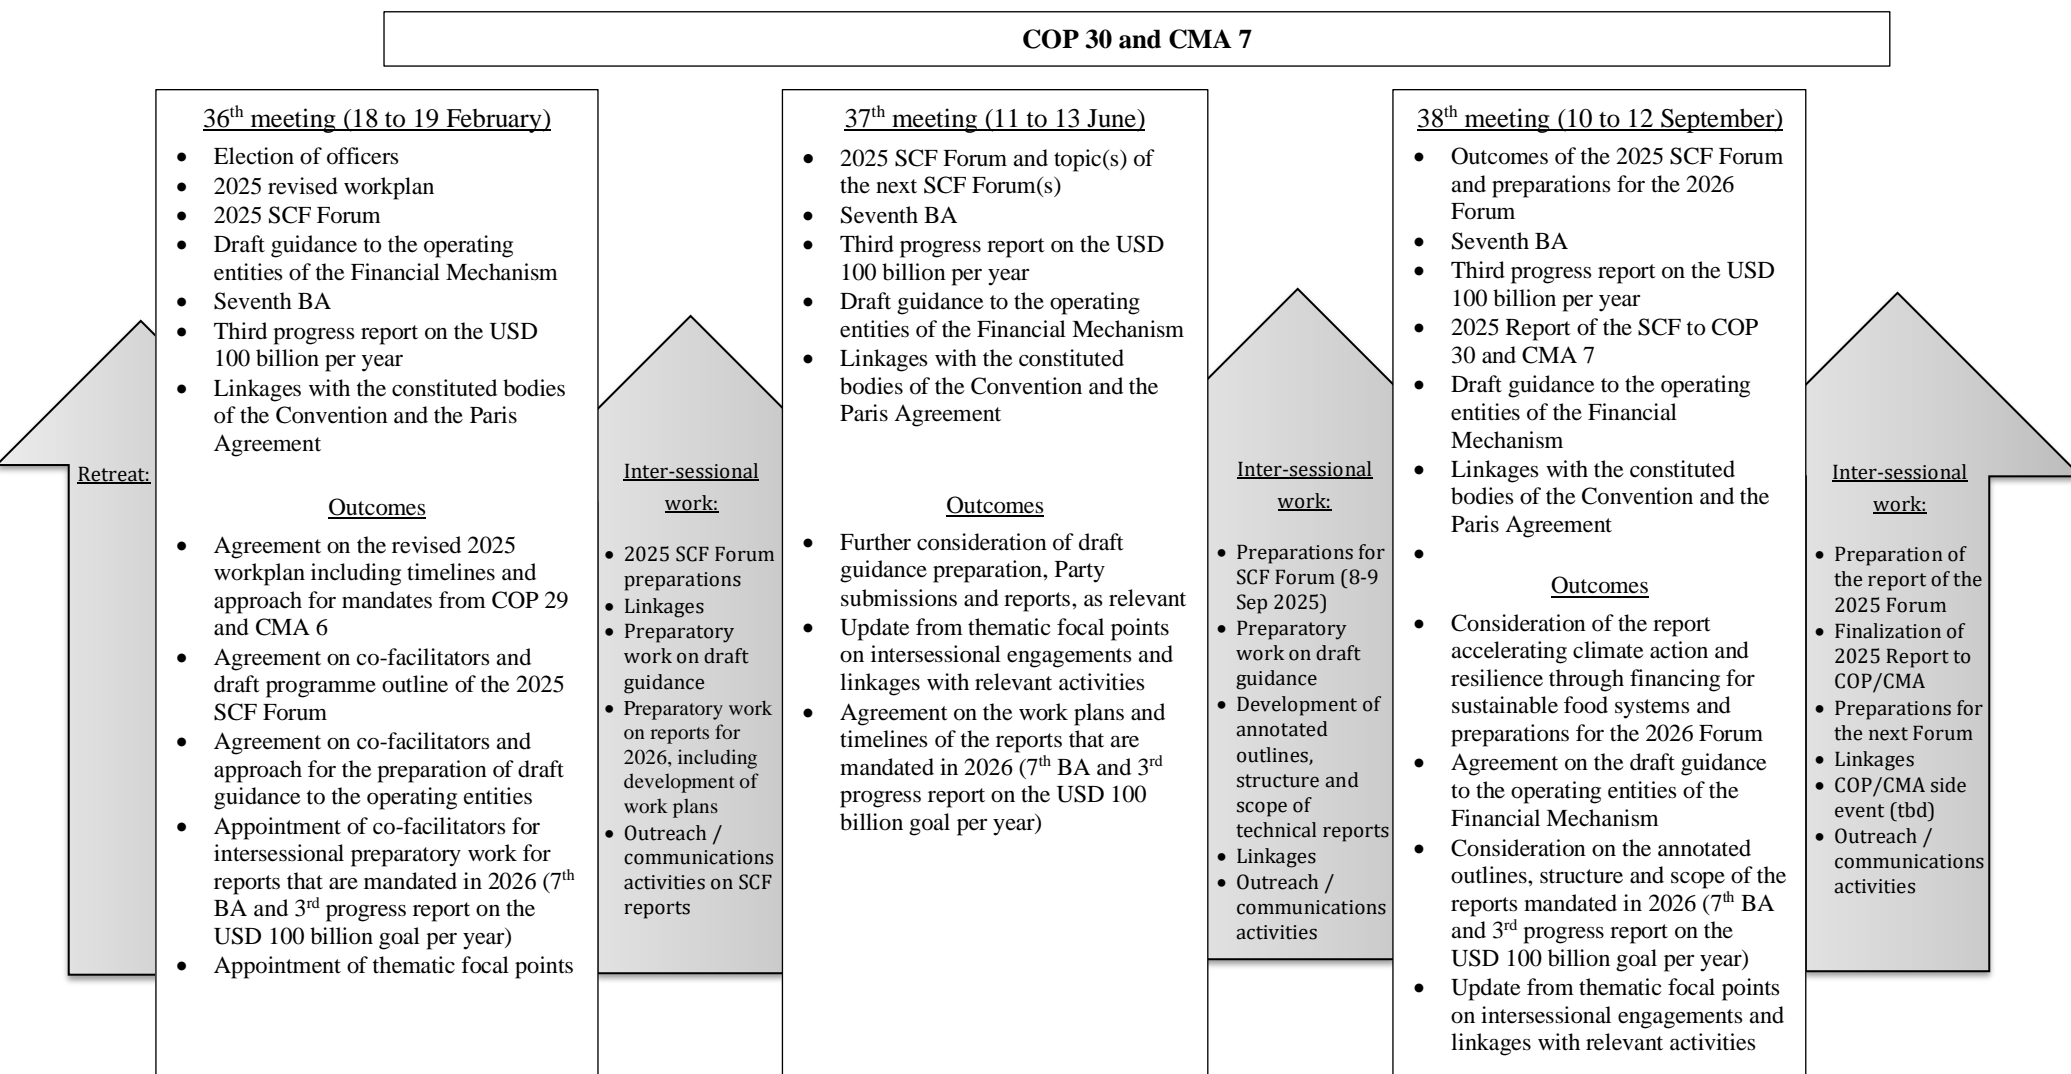 COP 30 and CMA 7
36th meeting (18 to 19 February)
• Election of officers
• 2025 revised workplan
• 2025 SCF Forum
• Draft guidance to the operating
entities of the Financial Mechanism
• Seventh BA
• Third progress report on the USD
100 billion per year
• Linkages with the constituted bodies
of the Convention and the Paris
Agreement
Outcomes
• Agreement on the revised 2025
workplan including timelines and
approach for mandates from COP 29
and CMA 6
• Agreement on co-facilitators and
draft programme outline of the 2025
SCF Forum
• Agreement on co-facilitators and
approach for the preparation of draft
guidance to the operating entities
• Appointment of co-facilitators for
intersessional preparatory work for
reports that are mandated in 2026 (7th
BA and 3rd progress report on the
USD 100 billion goal per year)
• Appointment of thematic focal points
Retreat:
Inter-sessional
work:
• 2025 SCF Forum
preparations
• Linkages
• Preparatory
work on draft
guidance
• Preparatory work
on reports for
2026, including
development of
work plans
• Outreach /
communications
activities on SCF
reports
37th meeting (11 to 13 June)
• 2025 SCF Forum and topic(s) of
the next SCF Forum(s)
• Seventh BA
• Third progress report on the USD
100 billion per year
• Draft guidance to the operating
entities of the Financial Mechanism
• Linkages with the constituted
bodies of the Convention and the
Paris Agreement
Outcomes
• Further consideration of draft
guidance preparation, Party
submissions and reports, as relevant
• Update from thematic focal points
on intersessional engagements and
linkages with relevant activities
• Agreement on the work plans and
timelines of the reports that are
mandated in 2026 (7th BA and 3rd
progress report on the USD 100
billion goal per year)
Inter-sessional
work:
• Preparations for
SCF Forum (8-9
Sep 2025)
• Preparatory
work on draft
guidance
• Development of
annotated
outlines,
structure and
scope of
technical reports
• Linkages
• Outreach /
communications
activities
38th meeting (10 to 12 September)
• Outcomes of the 2025 SCF Forum
and preparations for the 2026
Forum
• Seventh BA
• Third progress report on the USD
100 billion per year
• 2025 Report of the SCF to COP
30 and CMA 7
• Draft guidance to the operating
entities of the Financial
Mechanism
• Linkages with the constituted
bodies of the Convention and the
Paris Agreement
•
Outcomes
• Consideration of the report
accelerating climate action and
resilience through financing for
sustainable food systems and
preparations for the 2026 Forum
• Agreement on the draft guidance
to the operating entities of the
Financial Mechanism
• Consideration on the annotated
outlines, structure and scope of the
reports mandated in 2026 (7th BA
and 3rd progress report on the
USD 100 billion goal per year)
• Update from thematic focal points
on intersessional engagements and
linkages with relevant activities
Inter-sessional
work:
• Preparation of
the report of the
2025 Forum
• Finalization of
2025 Report to
COP/CMA
• Preparations for
the next Forum
• Linkages
• COP/CMA side
event (tbd)
• Outreach /
communications
activities